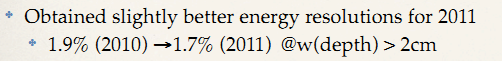 Obtained slightly better energy resolutions for 2011
1.9% (2010) →1.7% (2011) @w(depth) > 2cm